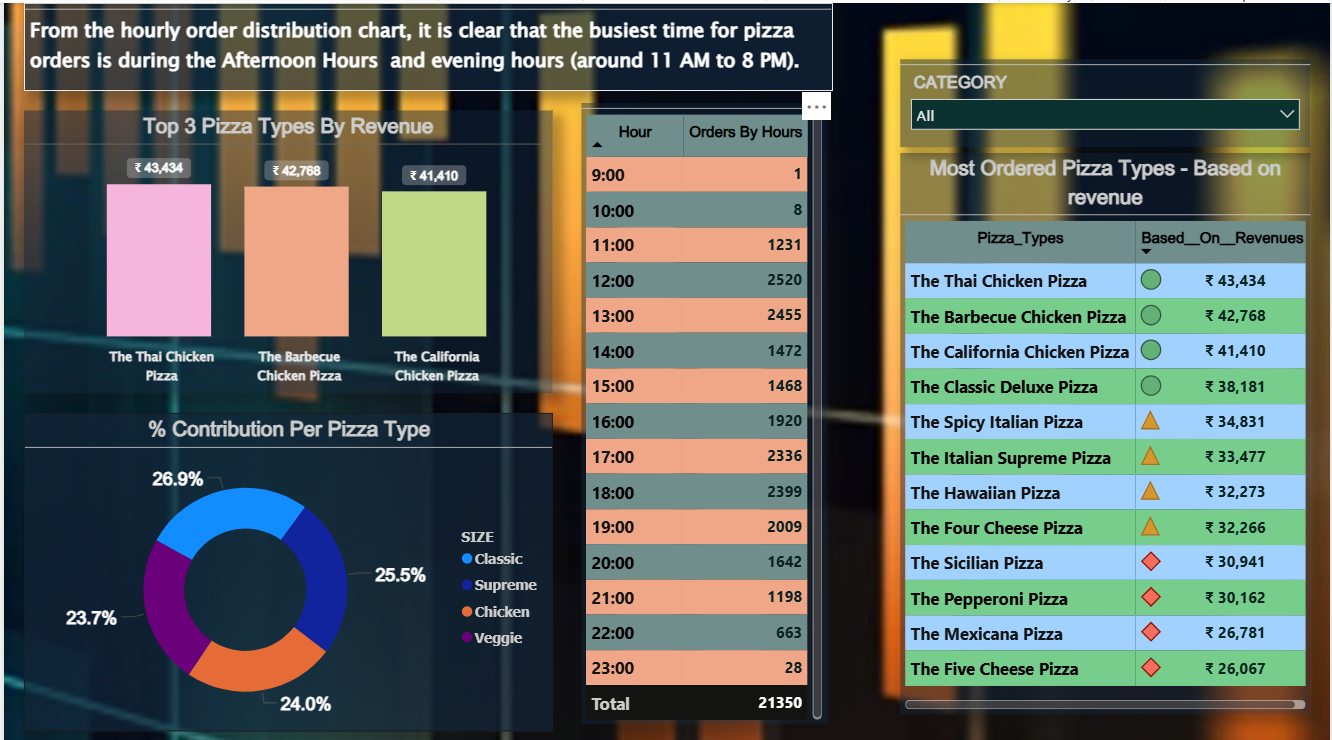 From the hourly order distribution chart, it is clear that the busiest time for pizza
orders is during the Afternoon Hours and evening hours (around 11 AM to 8 PM).
Top 3 Pizza Types By Revenue
₹ 43,434
₹ 42,768
₹ 41,410
The Thai Chicken
Pizza
The Barbecue
Chicken Pizza
The California
Chicken Pizza
% Contribution Per Pizza Type
26.9%
25.5%
23.7%
24.0%
SIZE
Classic
Supreme
Chicken
Veggie
Hour Orders By Hours
9:00 1
10:00 8
11:00 1231
12:00 2520
13:00 2455
14:00 1472
15:00 1468
16:00 1920
17:00 2336
18:00 2399
19:00 2009
20:00 1642
21:00 1198
22:00 663
23:00 28
Total 21350
CATEGORY
All
Most Ordered Pizza Types - Based on
revenue
Pizza_Types Based__On__Revenues
The Thai Chicken Pizza ₹ 43,434
The Barbecue Chicken Pizza ₹ 42,768
The California Chicken Pizza ₹ 41,410
The Classic Deluxe Pizza ₹ 38,181
The Spicy Italian Pizza ₹ 34,831
The Italian Supreme Pizza ₹ 33,477
The Hawaiian Pizza ₹ 32,273
The Four Cheese Pizza ₹ 32,266
The Sicilian Pizza ₹ 30,941
The Pepperoni Pizza ₹ 30,162
The Mexicana Pizza ₹ 26,781
The Five Cheese Pizza ₹ 26,067